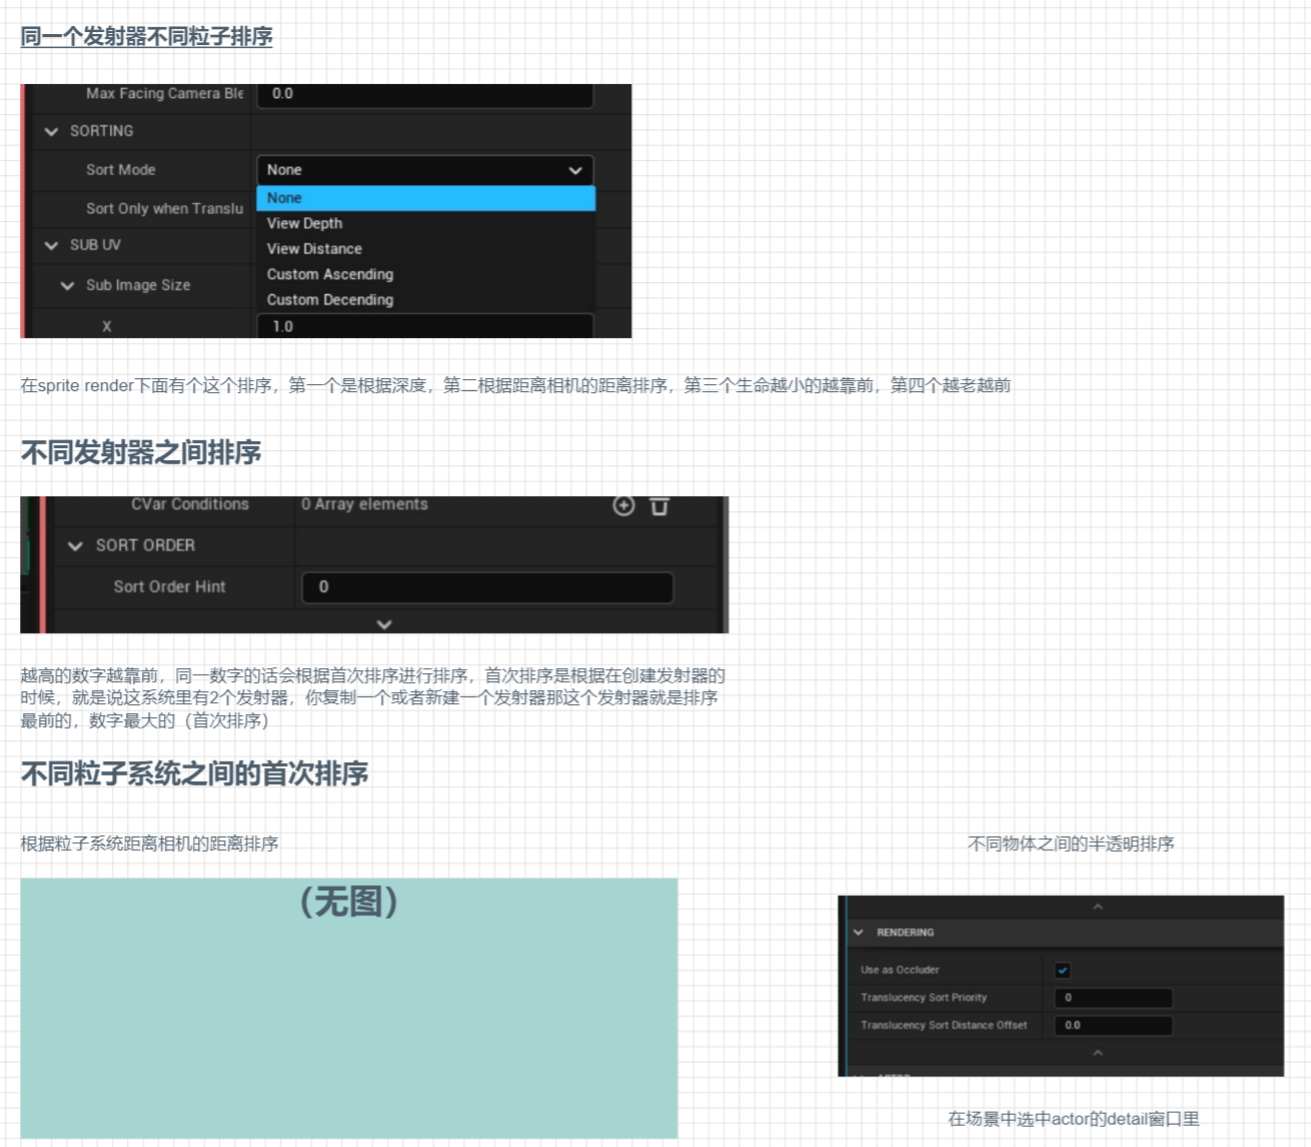 同一个发射器不同粒子排序
Max Facing Camera Ble 0.0
SORTING
Sort Mode None
None
Sort Only when Translu
View Depth
SUB UV
View Distance
Custom Ascending
Sub Image Size
Custom Decending
X 1.0
在sprite render下面有个这个排序，第一个是根据深度，第二根据距离相机的距离排序，第三个生命越小的越靠前，第四个越老越前
不同发射器之间排序
CVar Conditions 0 Array elements
SORT ORDER
Sort Order Hint 0
越高的数字越靠前，同一数字的话会根据首次排序进行排序，首次排序是根据在创建发射器的
时候，就是说这系统里有2个发射器，你复制一个或者新建一个发射器那这个发射器就是排序
最前的，数字最大的（首次排序）
不同粒子系统之间的首次排序
根据粒子系统距离相机的距离排序
（无图）
不同物体之间的半透明排序
RENDERING
Use as Occluder
Translucency Sort Priority 0
Translucency Sort Distance Offset 0.0
在场景中选中actor的detail窗口里